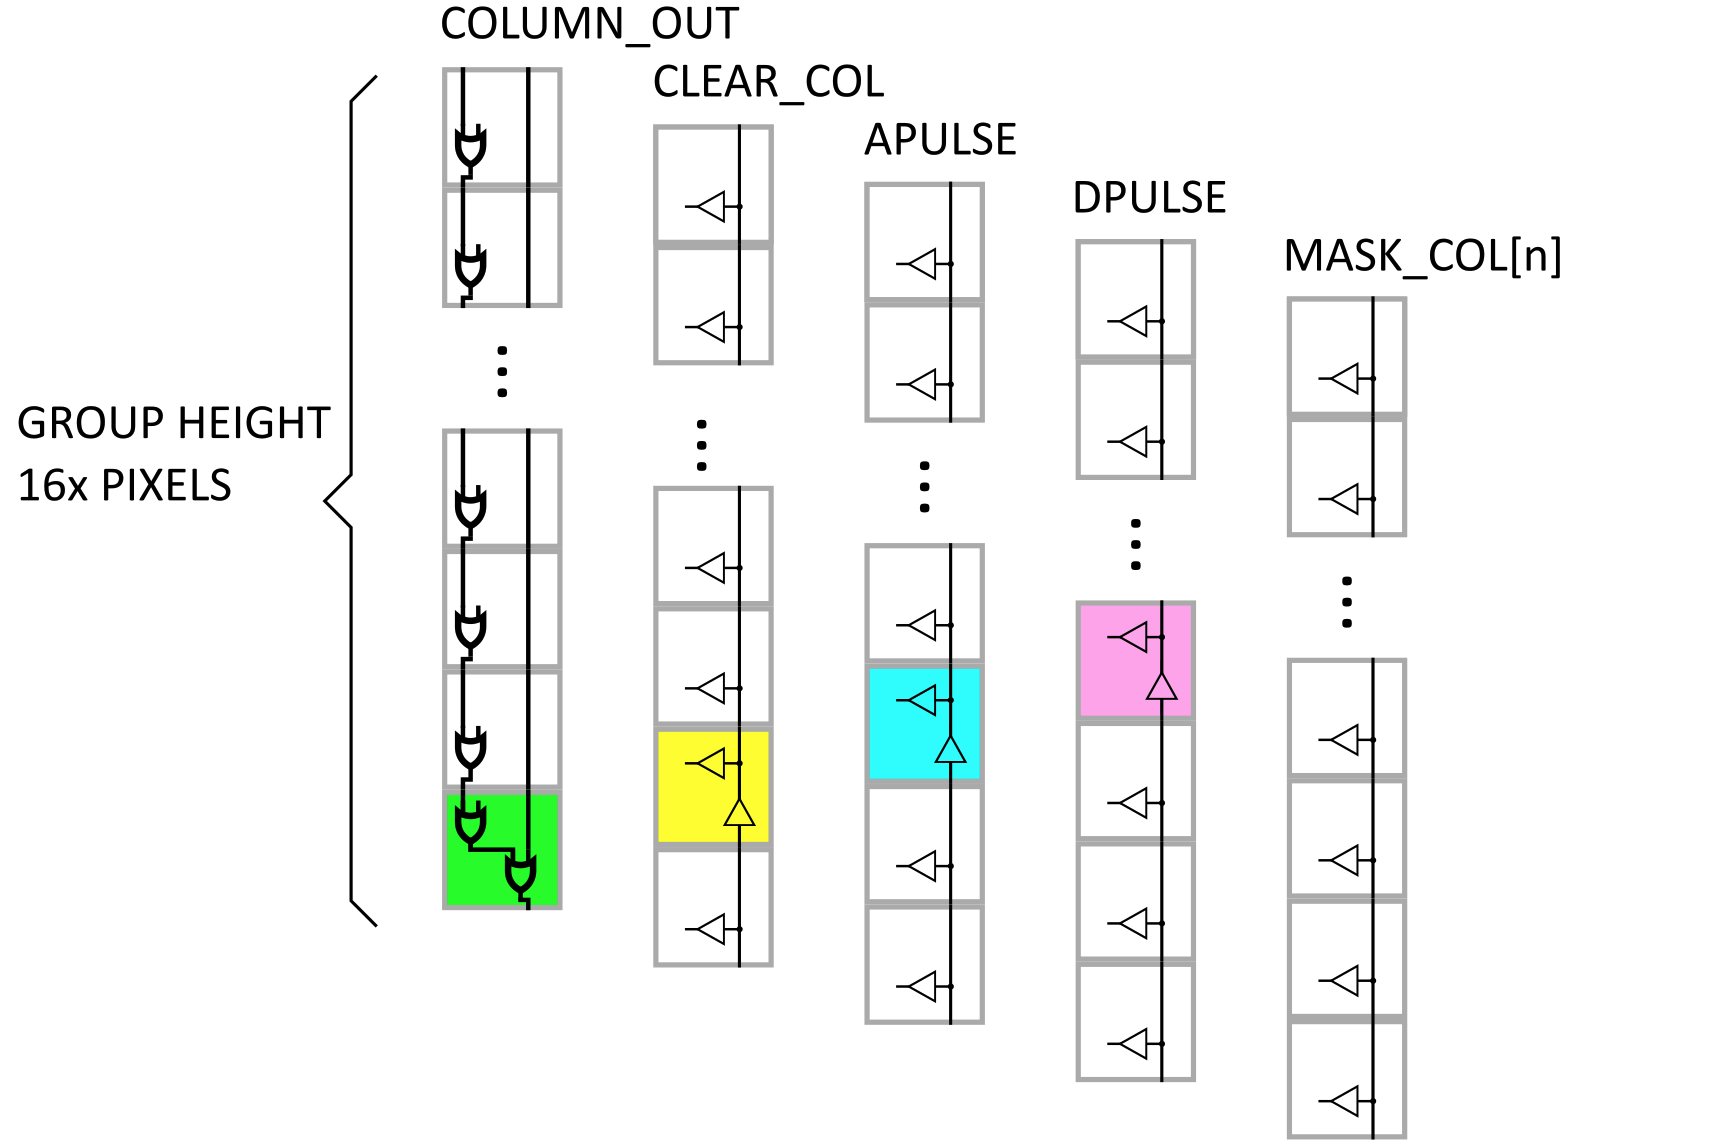 COLUMN_OUT
CLEAR_COL
APULSE
DPULSE
MASK_COL[n]
GROUP HEIGHT
16x PIXELS